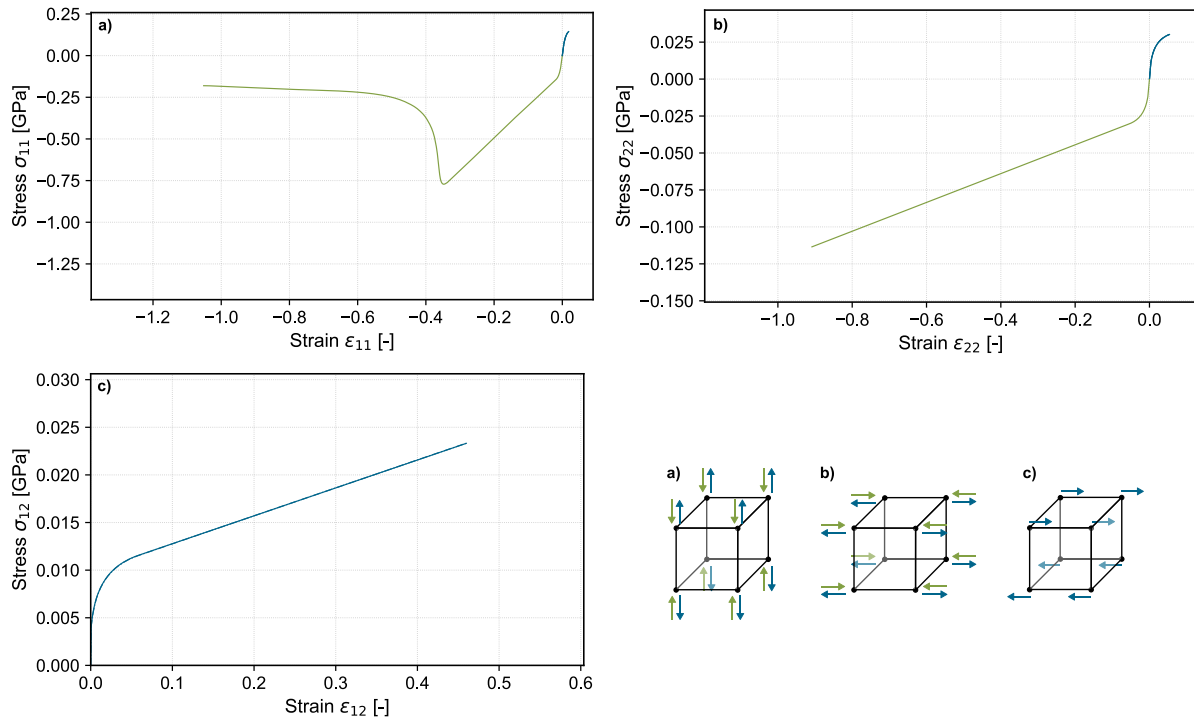 a)
0.25
0.00
−0.25
−0.50
−0.75
−1.00
−1.25
Stress σ₁₁ [GPa]
−1.2 −1.0 −0.8 −0.6 −0.4 −0.2 0.0
Strain ε₁₁ [-]
b)
0.025
0.000
−0.025
−0.050
−0.075
−0.100
−0.125
−0.150
Stress σ₂₂ [GPa]
−1.0 −0.8 −0.6 −0.4 −0.2 0.0
Strain ε₂₂ [-]
c)
0.030
0.025
0.020
0.015
0.010
0.005
0.000
Stress σ₁₂ [GPa]
0.0 0.1 0.2 0.3 0.4 0.5 0.6
Strain ε₁₂ [-]
a) b) c)